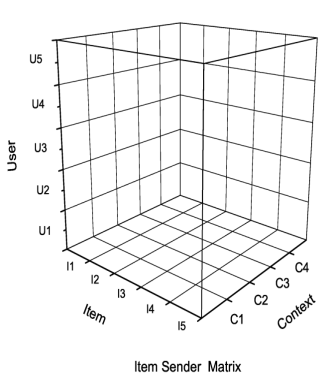 U5
U4
U3
U2
U1
User
I1
I2
I3
I4
I5
Item
C1
C2
C3
C4
Context
Item Sender Matrix